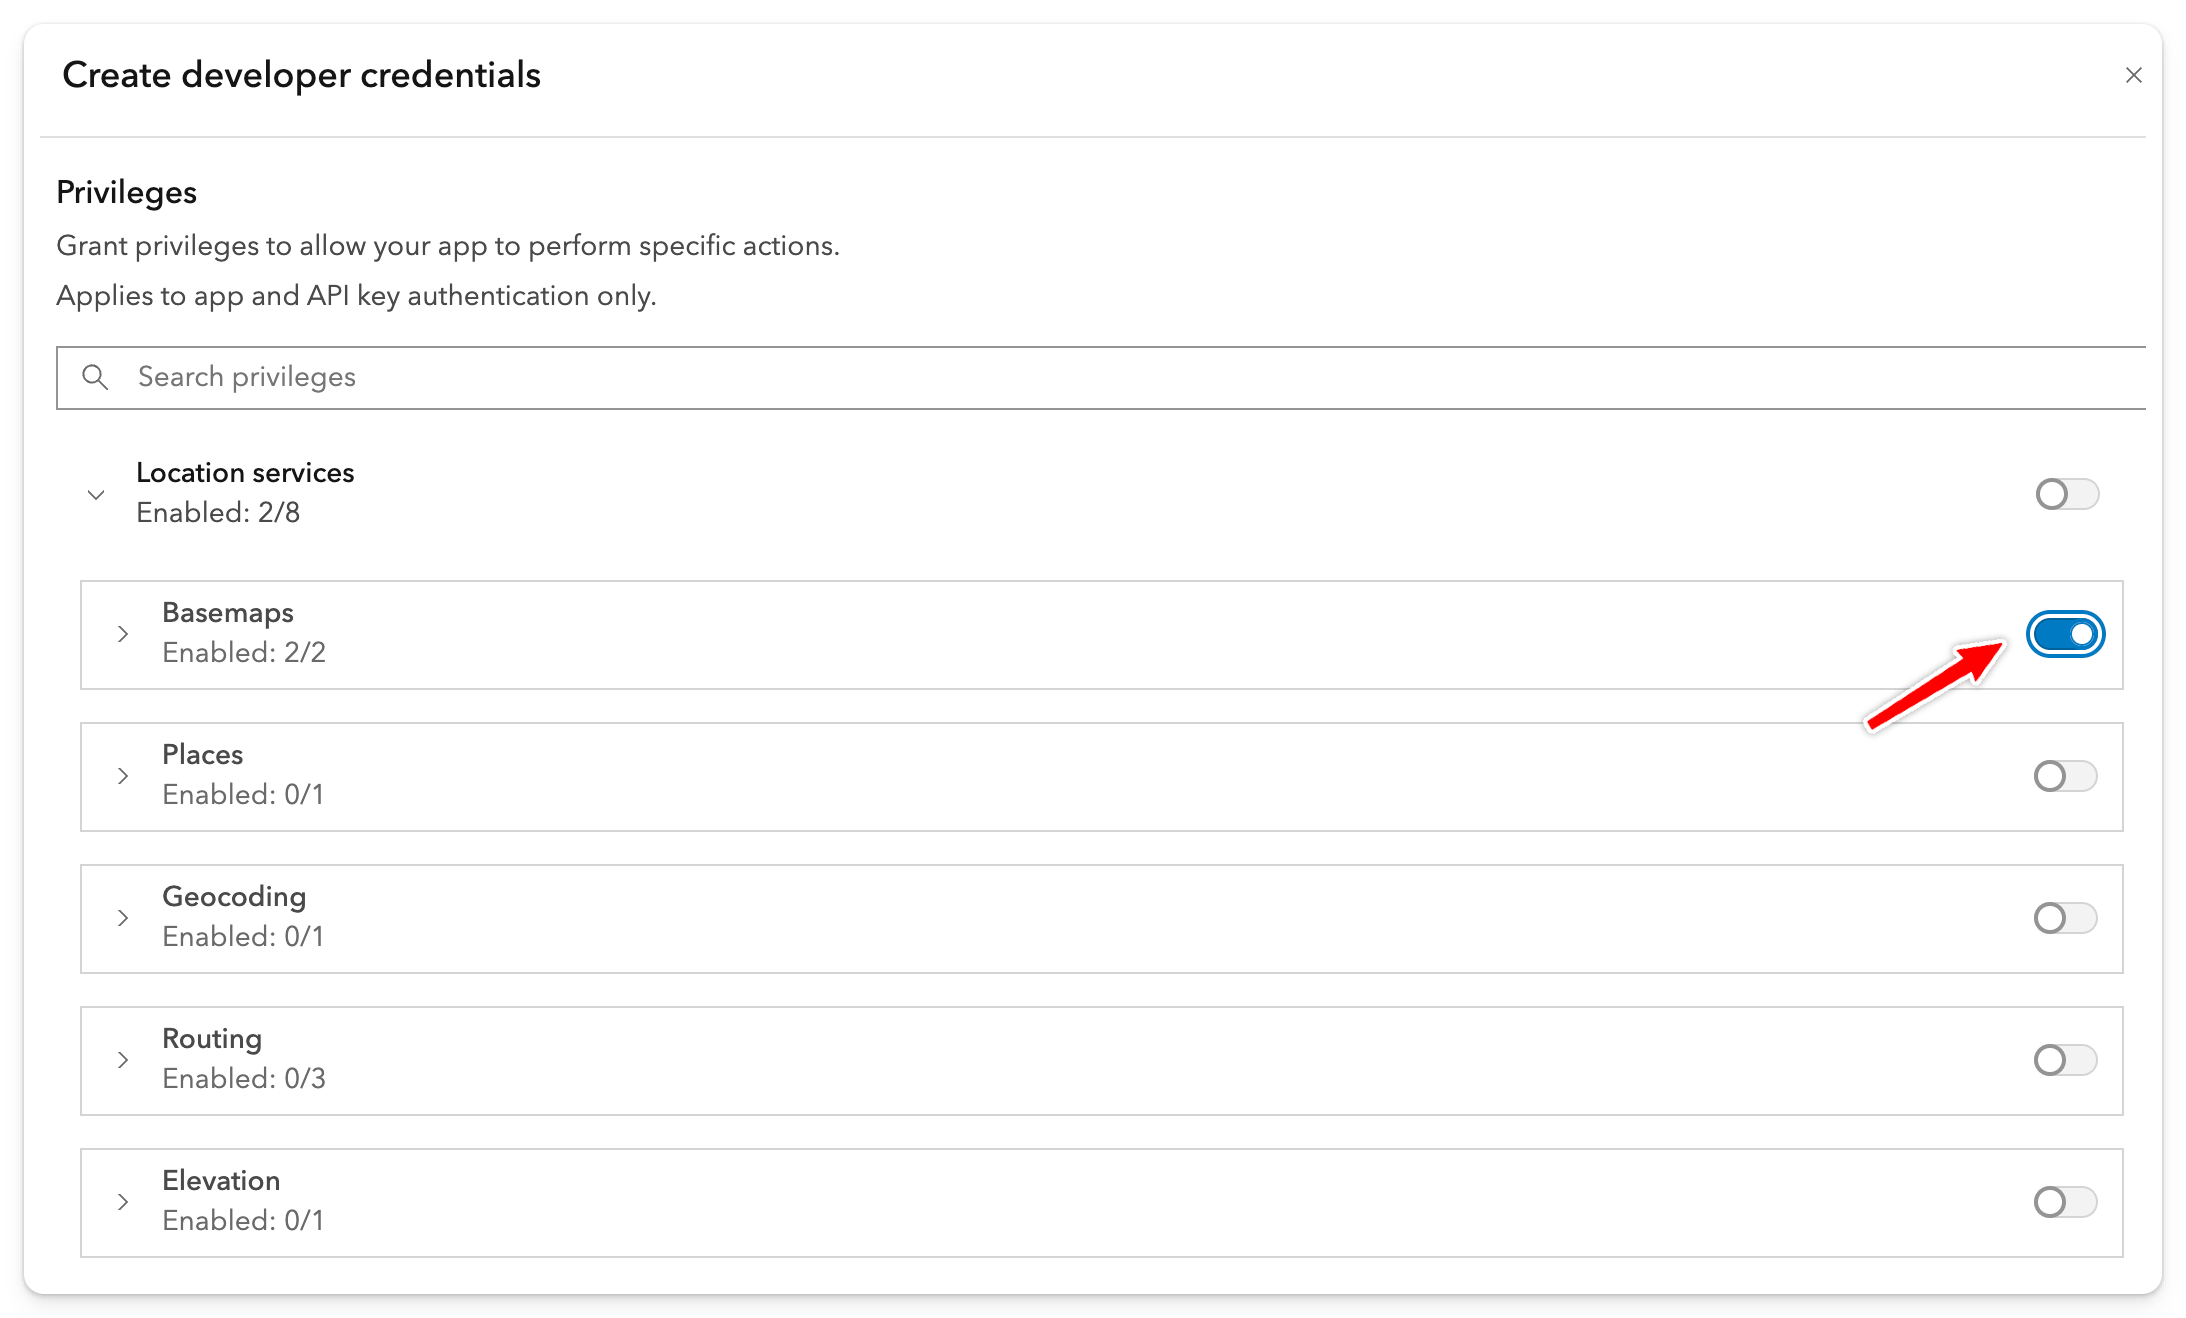 Create developer credentials
Privileges
Grant privileges to allow your app to perform specific actions.
Applies to app and API key authentication only.
Search privileges
Location services
Enabled: 2/8
Basemaps
Enabled: 2/2
Places
Enabled: 0/1
Geocoding
Enabled: 0/1
Routing
Enabled: 0/3
Elevation
Enabled: 0/1